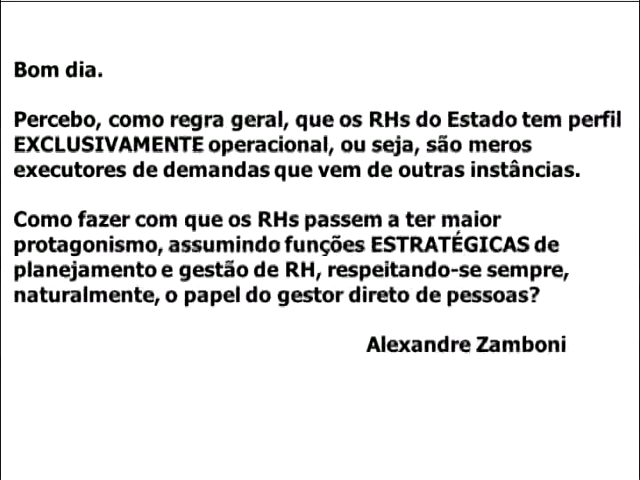 Bom dia.
Percebo, como regra geral, que os RHs do Estado tem perfil
EXCLUSIVAMENTE operacional, ou seja, são meros
executores de demandas que vem de outras instâncias.
Como fazer com que os RHs passem a ter maior
protagonismo, assumindo funções ESTRATÉGICAS de
planejamento e gestão de RH, respeitando-se sempre,
naturalmente, o papel do gestor direto de pessoas?
Alexandre Zamboni